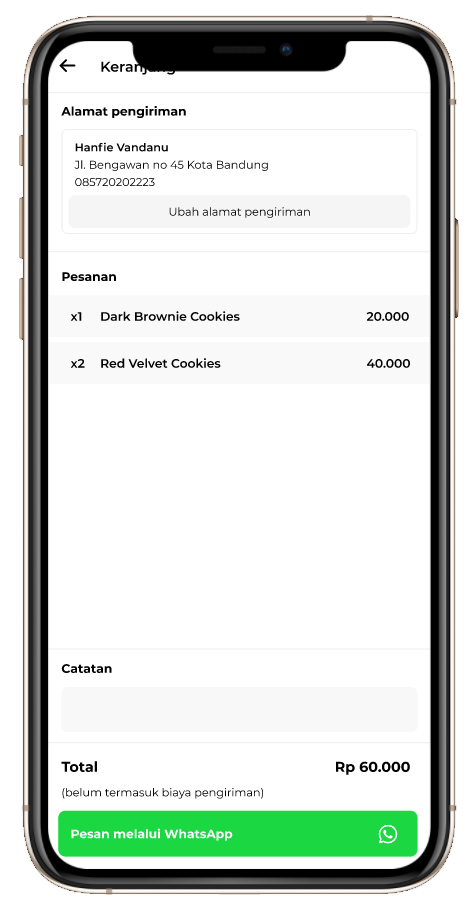 Keranjang
Alamat pengiriman
Hanfie Vandanu
Jl. Bengawan no 45 Kota Bandung
085720202223
Ubah alamat pengiriman
Pesanan
x1 Dark Brownie Cookies 20.000
x2 Red Velvet Cookies 40.000
Catatan
Total Rp 60.000
(belum termasuk biaya pengiriman)
Pesan melalui WhatsApp